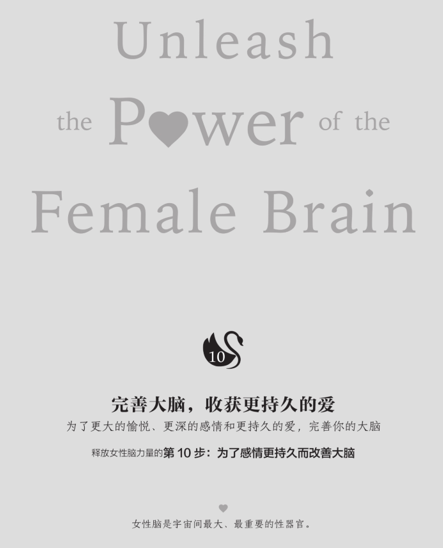 Unleash
the P♥wer of the
Female Brain
10
完善大脑，收获更持久的爱
为了更大的愉悦、更深的感情和更持久的爱，完善你的大脑
释放女性脑力量的第 10 步：为了感情更持久而改善大脑
女性脑是宇宙间最大、最重要的性器官。